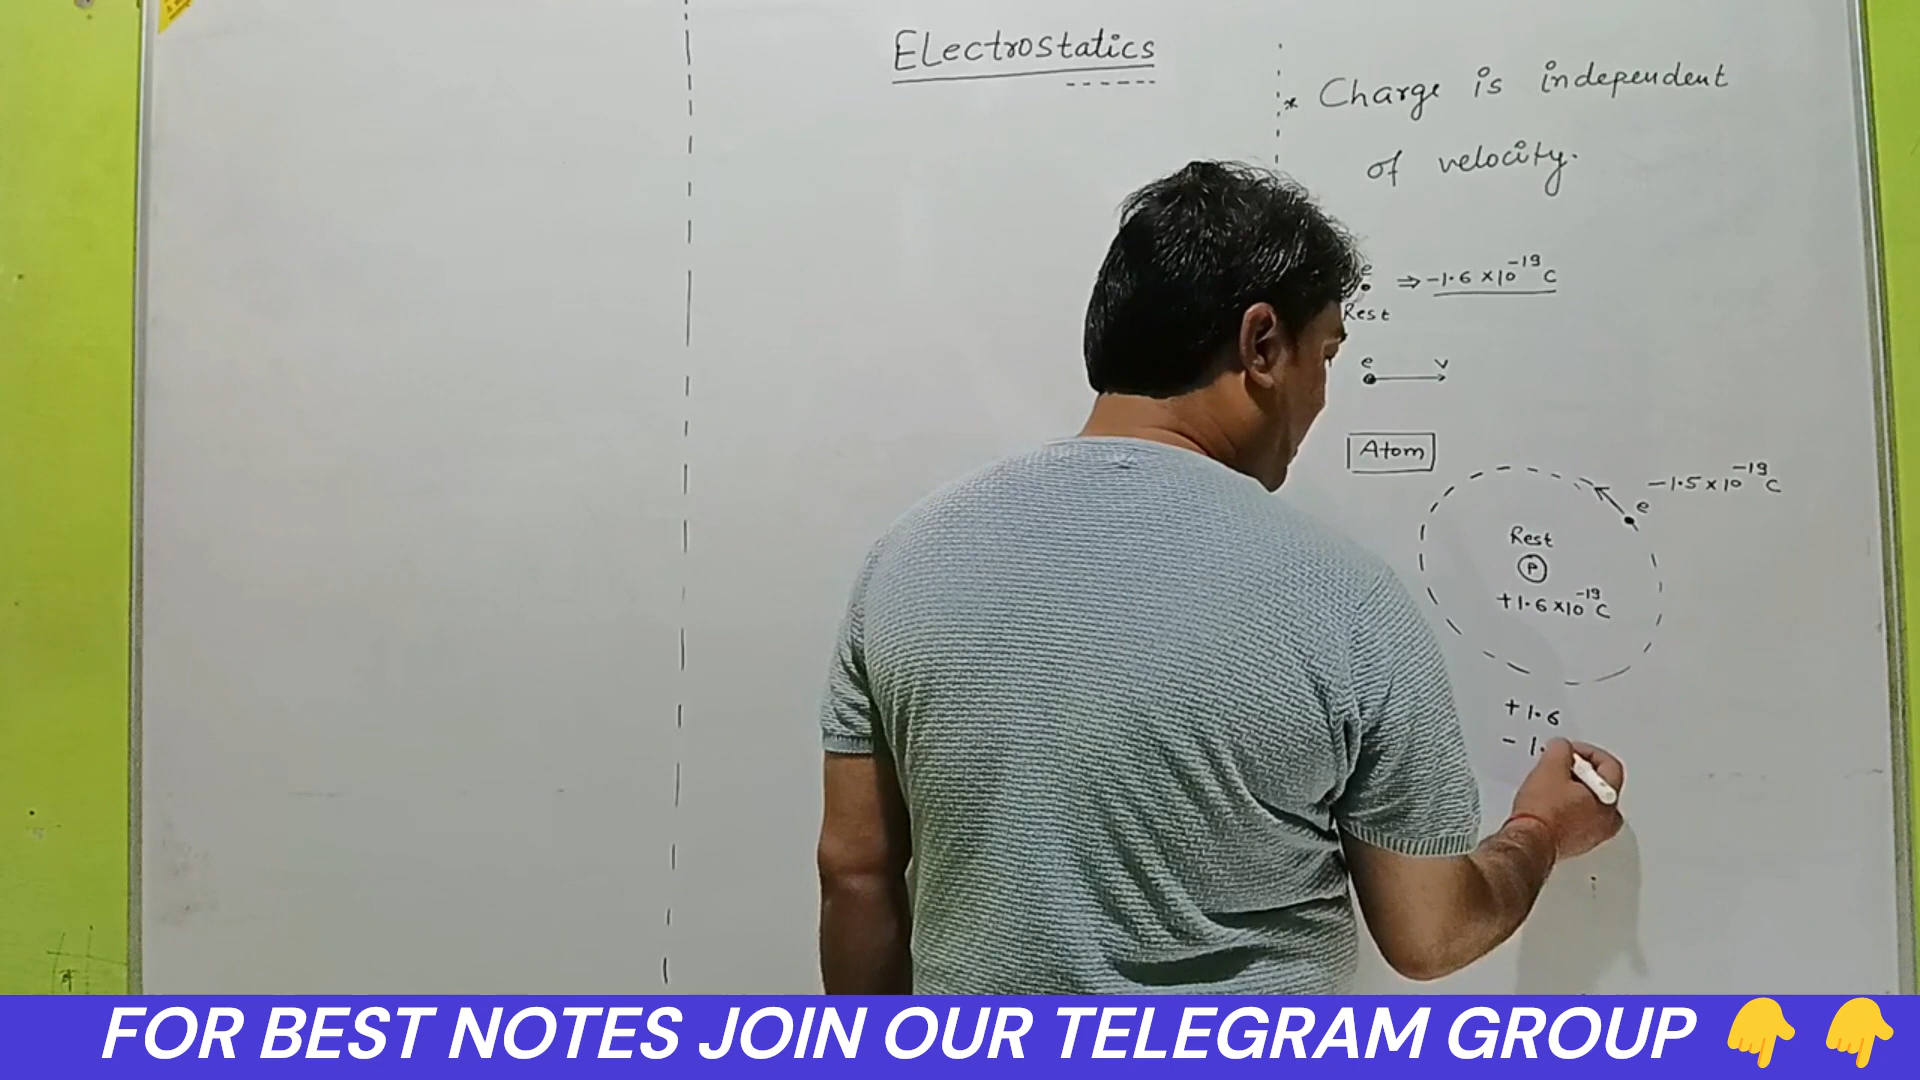 Electrostatics
* Charge is independent
of velocity.
e ⇒ -1.6 ×10⁻¹⁹ C
Rest
e v
Atom
-1.5×10⁻¹⁹ C
e
Rest
P
+1.6×10⁻¹⁹ C
+1.6
- 1.
FOR BEST NOTES JOIN OUR TELEGRAM GROUP 👇 👇